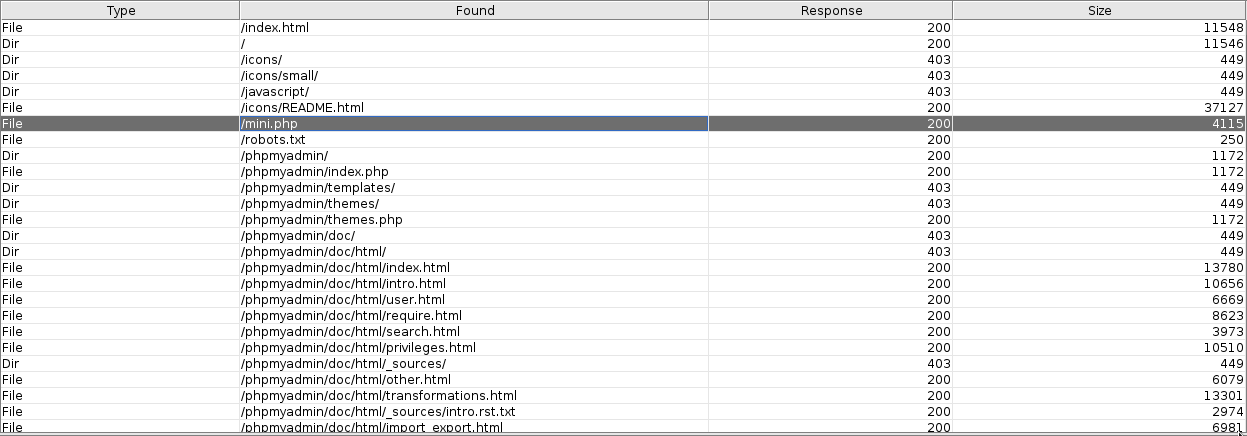 Type Found Response Size
File /index.html 200 11548
Dir / 200 11546
Dir /icons/ 403 449
Dir /icons/small/ 403 449
Dir /javascript/ 403 449
File /icons/README.html 200 37127
File /mini.php 200 4115
File /robots.txt 200 250
Dir /phpmyadmin/ 200 1172
File /phpmyadmin/index.php 200 1172
Dir /phpmyadmin/templates/ 403 449
Dir /phpmyadmin/themes/ 403 449
File /phpmyadmin/themes.php 200 1172
Dir /phpmyadmin/doc/ 403 449
Dir /phpmyadmin/doc/html/ 403 449
File /phpmyadmin/doc/html/index.html 200 13780
File /phpmyadmin/doc/html/intro.html 200 10656
File /phpmyadmin/doc/html/user.html 200 6669
File /phpmyadmin/doc/html/require.html 200 8623
File /phpmyadmin/doc/html/search.html 200 3973
File /phpmyadmin/doc/html/privileges.html 200 10510
Dir /phpmyadmin/doc/html/_sources/ 403 449
File /phpmyadmin/doc/html/other.html 200 6079
File /phpmyadmin/doc/html/transformations.html 200 13301
File /phpmyadmin/doc/html/_sources/intro.rst.txt 200 2974
File /phpmyadmin/doc/html/import_export.html 200 6981